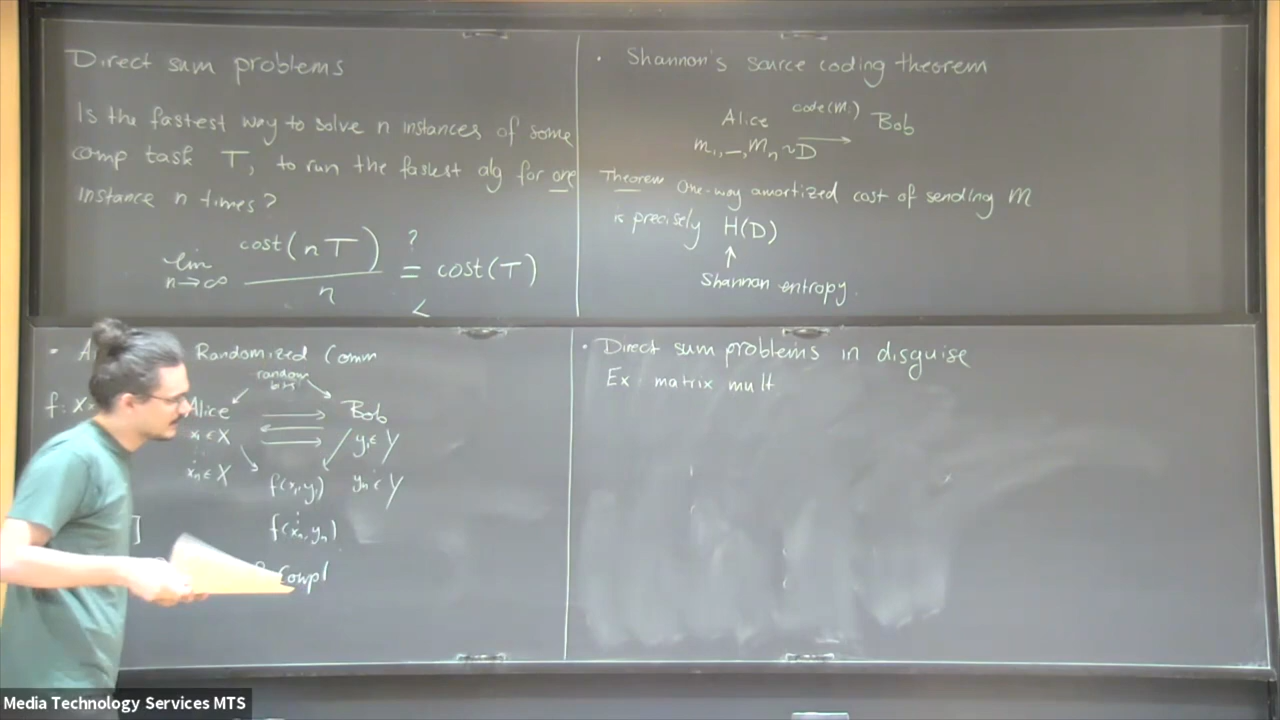 Direct sum problems
Is the fastest way to solve n instances of some
comp task T, to run the fastest alg for one
instance n times?
lim n→∞ cost(nT) / n =? cost(T)
<
· Shannon's source coding theorem
Alice code(M.) Bob
M₁, —, Mₙ ~ D
Theorem One-way amortized cost of sending M
is precisely H(D)
↑
Shannon entropy.
· Randomized Comm
random
bits
f: X Alice Bob
x₁ ∈ X y₁ ∈ Y
xₙ ∈ X f(x₁, y₁) yₙ ∈ Y
f(xₙ, yₙ)
]
Compl
· Direct sum problems in disguise
Ex. matrix mult
Media Technology Services MTS